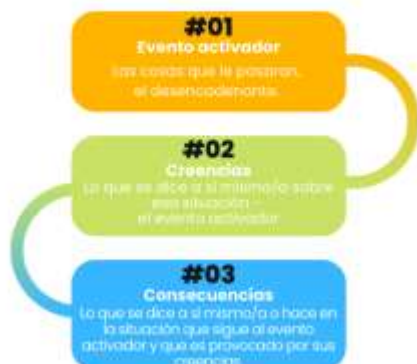 #01
Evento activador
Las cosas que le pasaron,
el desencadenante.
#02
Creencias
Lo que se dice a sí mismo/a sobre
esa situación -
el evento activador
#03
Consecuencias
Lo que se dice a sí mismo/a o hace en
la situación que sigue al evento
activador y que es provocado por sus
creencias